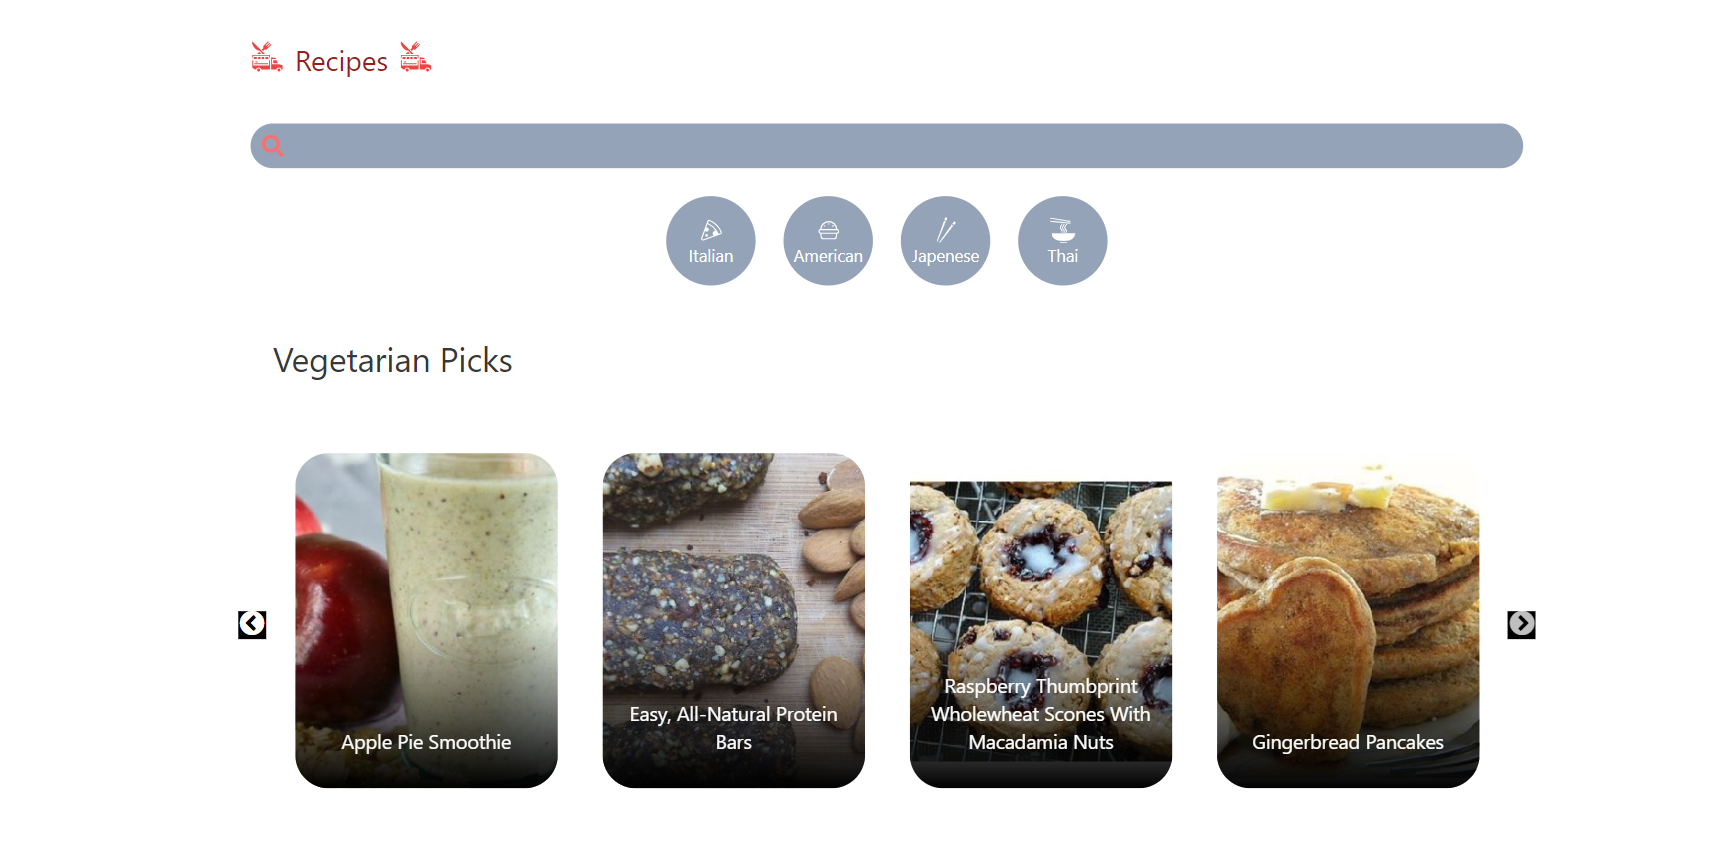 Recipes
Italian
American
Japenese
Thai
Vegetarian Picks
Apple Pie Smoothie
Easy, All-Natural Protein
Bars
Raspberry Thumbprint
Wholewheat Scones With
Macadamia Nuts
Gingerbread Pancakes